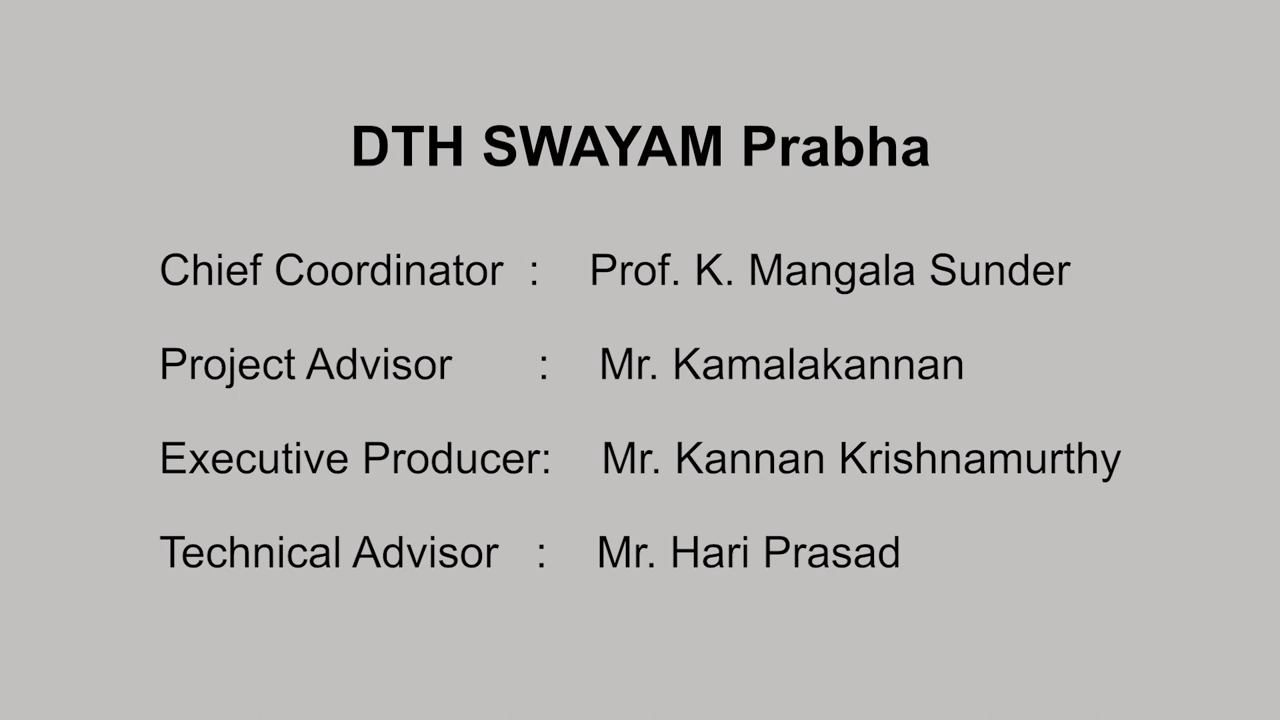 DTH SWAYAM Prabha
Chief Coordinator : Prof. K. Mangala Sunder
Project Advisor : Mr. Kamalakannan
Executive Producer: Mr. Kannan Krishnamurthy
Technical Advisor : Mr. Hari Prasad